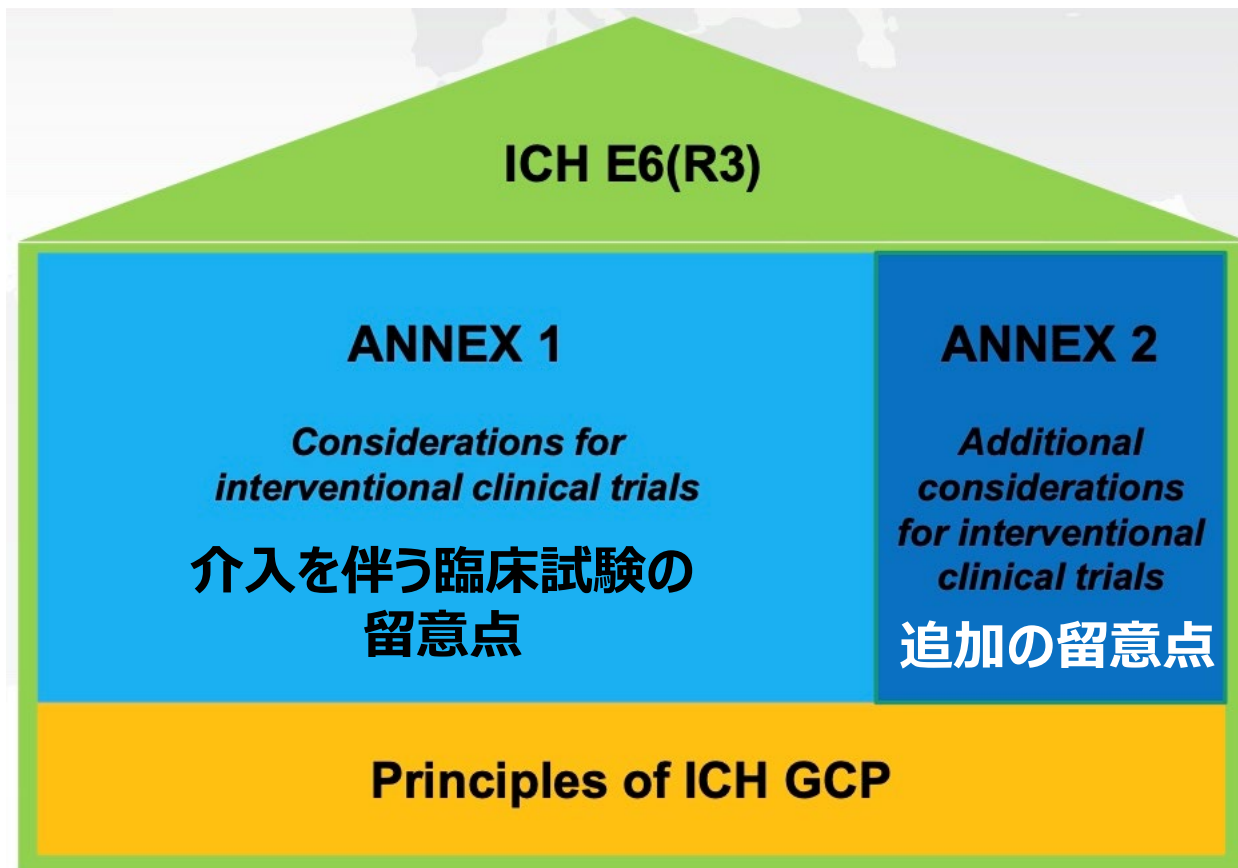 ICH E6(R3)
ANNEX 1
Considerations for
interventional clinical trials
介入を伴う臨床試験の
留意点
ANNEX 2
Additional
considerations
for interventional
clinical trials
追加の留意点
Principles of ICH GCP